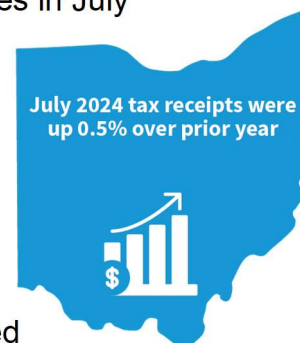 es in July
July 2024 tax receipts were
up 0.5% over prior year
$
ed